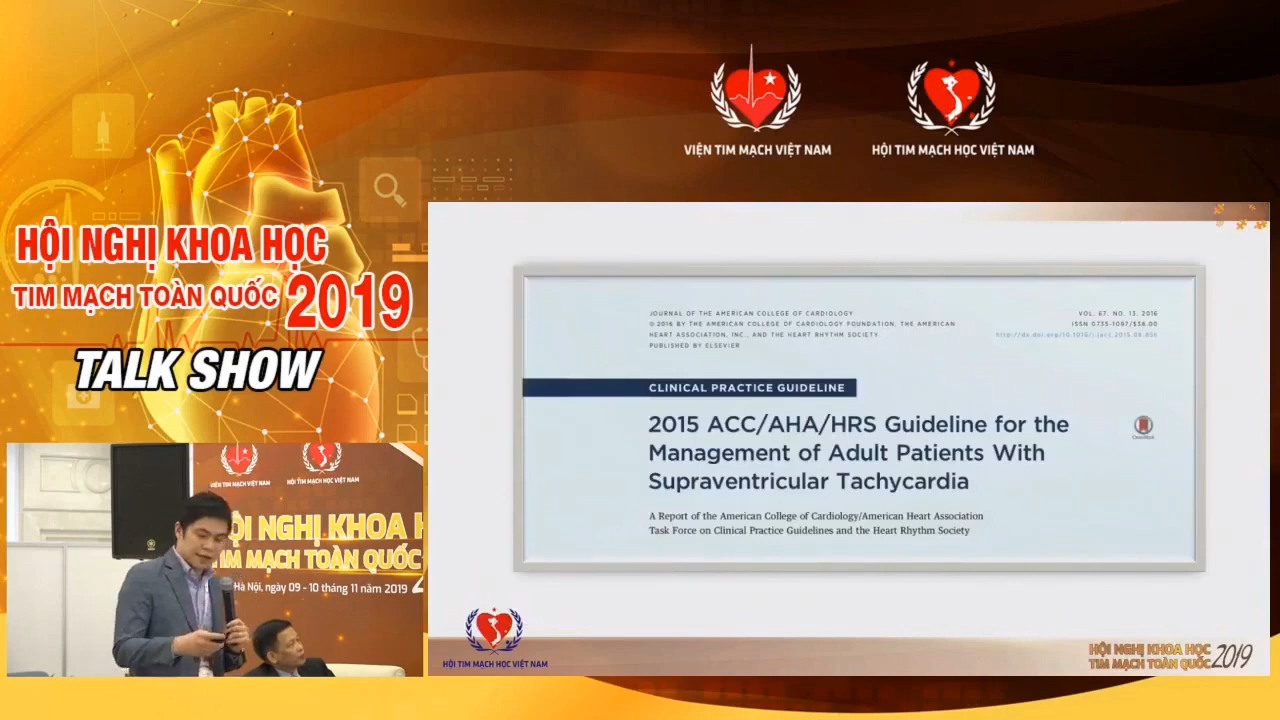 VIỆN TIM MẠCH VIỆT NAM
HỘI TIM MẠCH HỌC VIỆT NAM
HỘI NGHỊ KHOA HỌC
TIM MẠCH TOÀN QUỐC 2019
TALK SHOW
JOURNAL OF THE AMERICAN COLLEGE OF CARDIOLOGY
© 2016 BY THE AMERICAN COLLEGE OF CARDIOLOGY FOUNDATION, THE AMERICAN
HEART ASSOCIATION, INC., AND THE HEART RHYTHM SOCIETY
PUBLISHED BY ELSEVIER
VOL. 67, NO. 13, 2016
ISSN 0735-1097/$36.00
CLINICAL PRACTICE GUIDELINE
2015 ACC/AHA/HRS Guideline for the
Management of Adult Patients With
Supraventricular Tachycardia
A Report of the American College of Cardiology/American Heart Association
Task Force on Clinical Practice Guidelines and the Heart Rhythm Society
VIỆN TIM MẠCH VIỆT NAM
HỘI TIM MẠCH HỌC VIỆT NAM
HỘI NGHỊ KHOA H
TIM MẠCH TOÀN QUỐC
Hà Nội, ngày 09 - 10 tháng 11 năm 2019
HỘI TIM MẠCH HỌC VIỆT NAM
HỘI NGHỊ KHOA HỌC
TIM MẠCH TOÀN QUỐC 2019